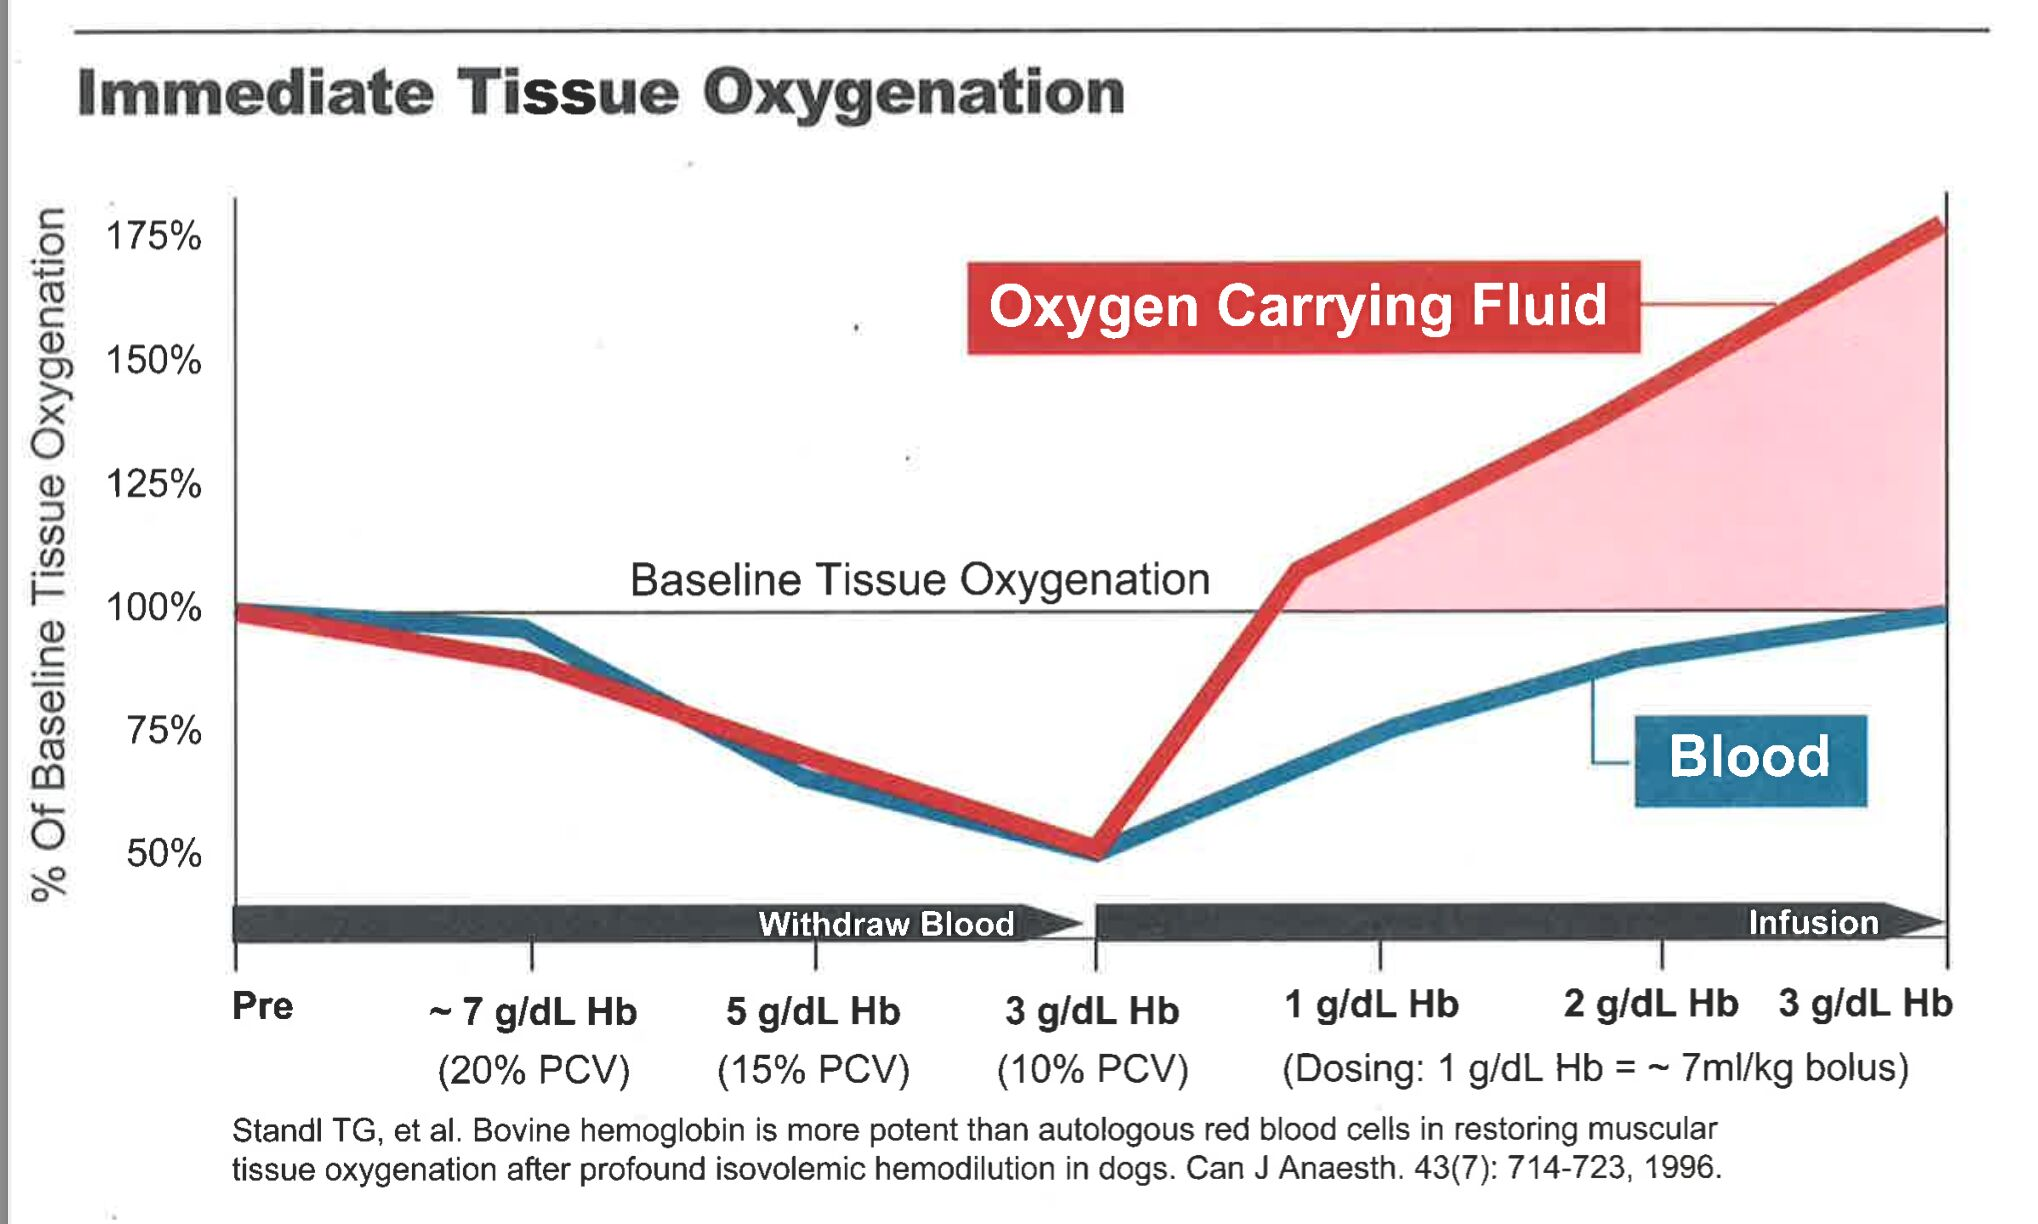 Immediate Tissue Oxygenation
% Of Baseline Tissue Oxygenation
175%
150%
125%
100%
75%
50%
Oxygen Carrying Fluid
Baseline Tissue Oxygenation
Blood
Withdraw Blood
Infusion
Pre
~ 7 g/dL Hb
(20% PCV)
5 g/dL Hb
(15% PCV)
3 g/dL Hb
(10% PCV)
1 g/dL Hb
2 g/dL Hb
3 g/dL Hb
(Dosing: 1 g/dL Hb = ~ 7ml/kg bolus)
Standl TG, et al. Bovine hemoglobin is more potent than autologous red blood cells in restoring muscular
tissue oxygenation after profound isovolemic hemodilution in dogs. Can J Anaesth. 43(7): 714-723, 1996.